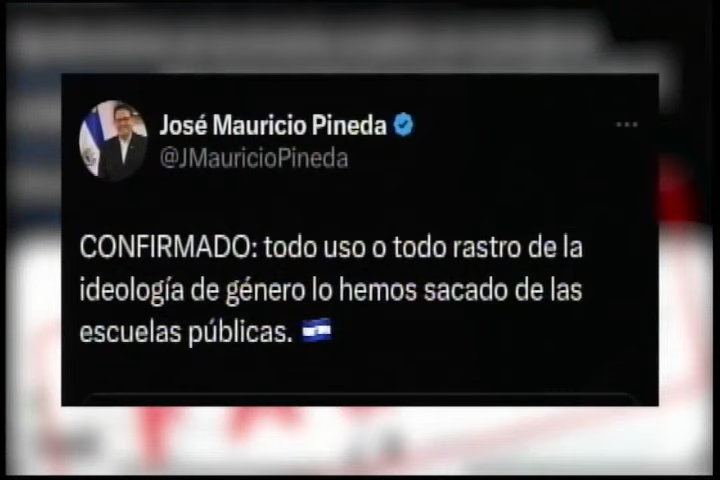 José Mauricio Pineda
@JMauricioPineda
CONFIRMADO: todo uso o todo rastro de la
ideología de género lo hemos sacado de las
escuelas públicas. 🇸🇻